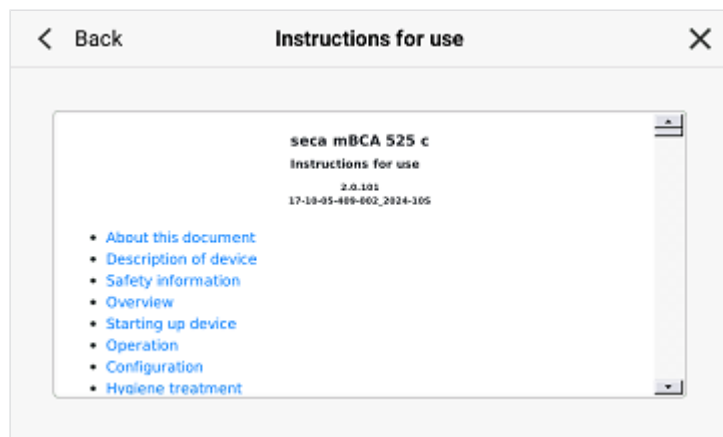 Back
Instructions for use
seca mBCA 525 c
Instructions for use
2.0.101
17-10-05-409-002_2024-10S
• About this document
• Description of device
• Safety information
• Overview
• Starting up device
• Operation
• Configuration
• Hygiene treatment